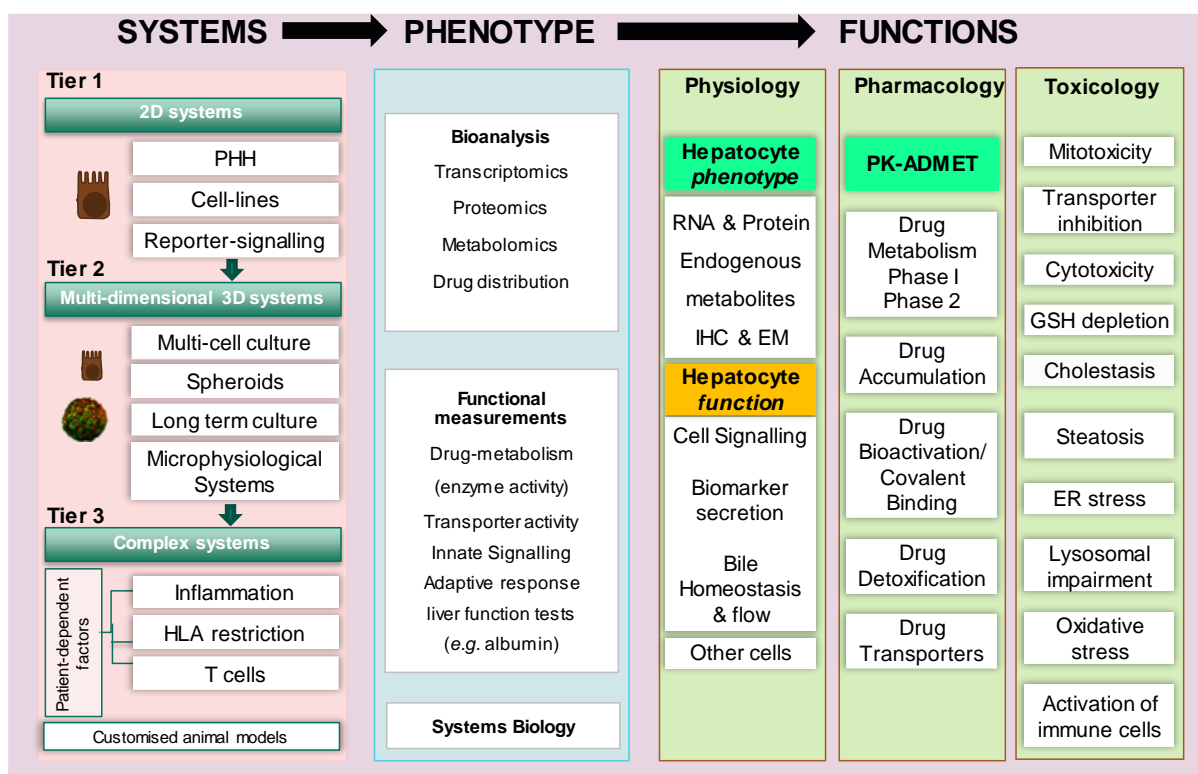 SYSTEMS
PHENOTYPE
FUNCTIONS
Tier 1
2D systems
PHH
Cell-lines
Reporter-signalling
Tier 2
Multi-dimensional 3D systems
Multi-cell culture
Spheroids
Long term culture
Microphysiological
Systems
Tier 3
Complex systems
Patient-dependent
factors
Inflammation
HLA restriction
T cells
Customised animal models
Bioanalysis
Transcriptomics
Proteomics
Metabolomics
Drug distribution
Functional
measurements
Drug-metabolism
(enzyme activity)
Transporter activity
Innate Signalling
Adaptive response
liver function tests
(e.g. albumin)
Systems Biology
Physiology
Hepatocyte
phenotype
RNA & Protein
Endogenous
metabolites
IHC & EM
Hepatocyte
function
Cell Signalling
Biomarker
secretion
Bile
Homeostasis
& flow
Other cells
Pharmacology
PK-ADMET
Drug
Metabolism
Phase I
Phase 2
Drug
Accumulation
Drug
Bioactivation/
Covalent
Binding
Drug
Detoxification
Drug
Transporters
Toxicology
Mitotoxicity
Transporter
inhibition
Cytotoxicity
GSH depletion
Cholestasis
Steatosis
ER stress
Lysosomal
impairment
Oxidative
stress
Activation of
immune cells